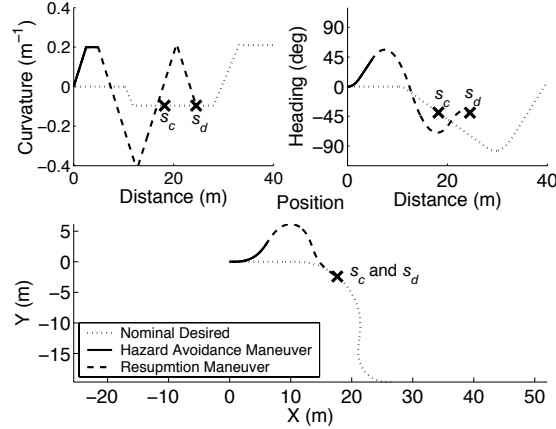 Curvature (m⁻¹)
0.4
0.2
0
−0.2
−0.4
0
20
40
Distance (m)
s_c
s_d
Heading (deg)
90
45
0
-45
-90
0
20
40
Distance (m)
s_c
s_d
Position
Y (m)
5
0
−5
−10
−15
−20
−10
0
10
20
30
40
50
X (m)
s_c and s_d
Nominal Desired
Hazard Avoidance Maneuver
Resupmtion Maneuver